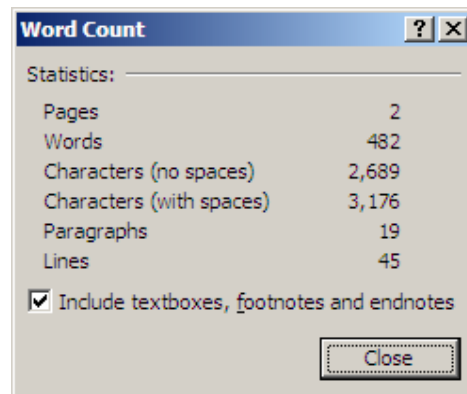 Word Count
Statistics:
Pages 2
Words 482
Characters (no spaces) 2,689
Characters (with spaces) 3,176
Paragraphs 19
Lines 45
Include textboxes, footnotes and endnotes
Close